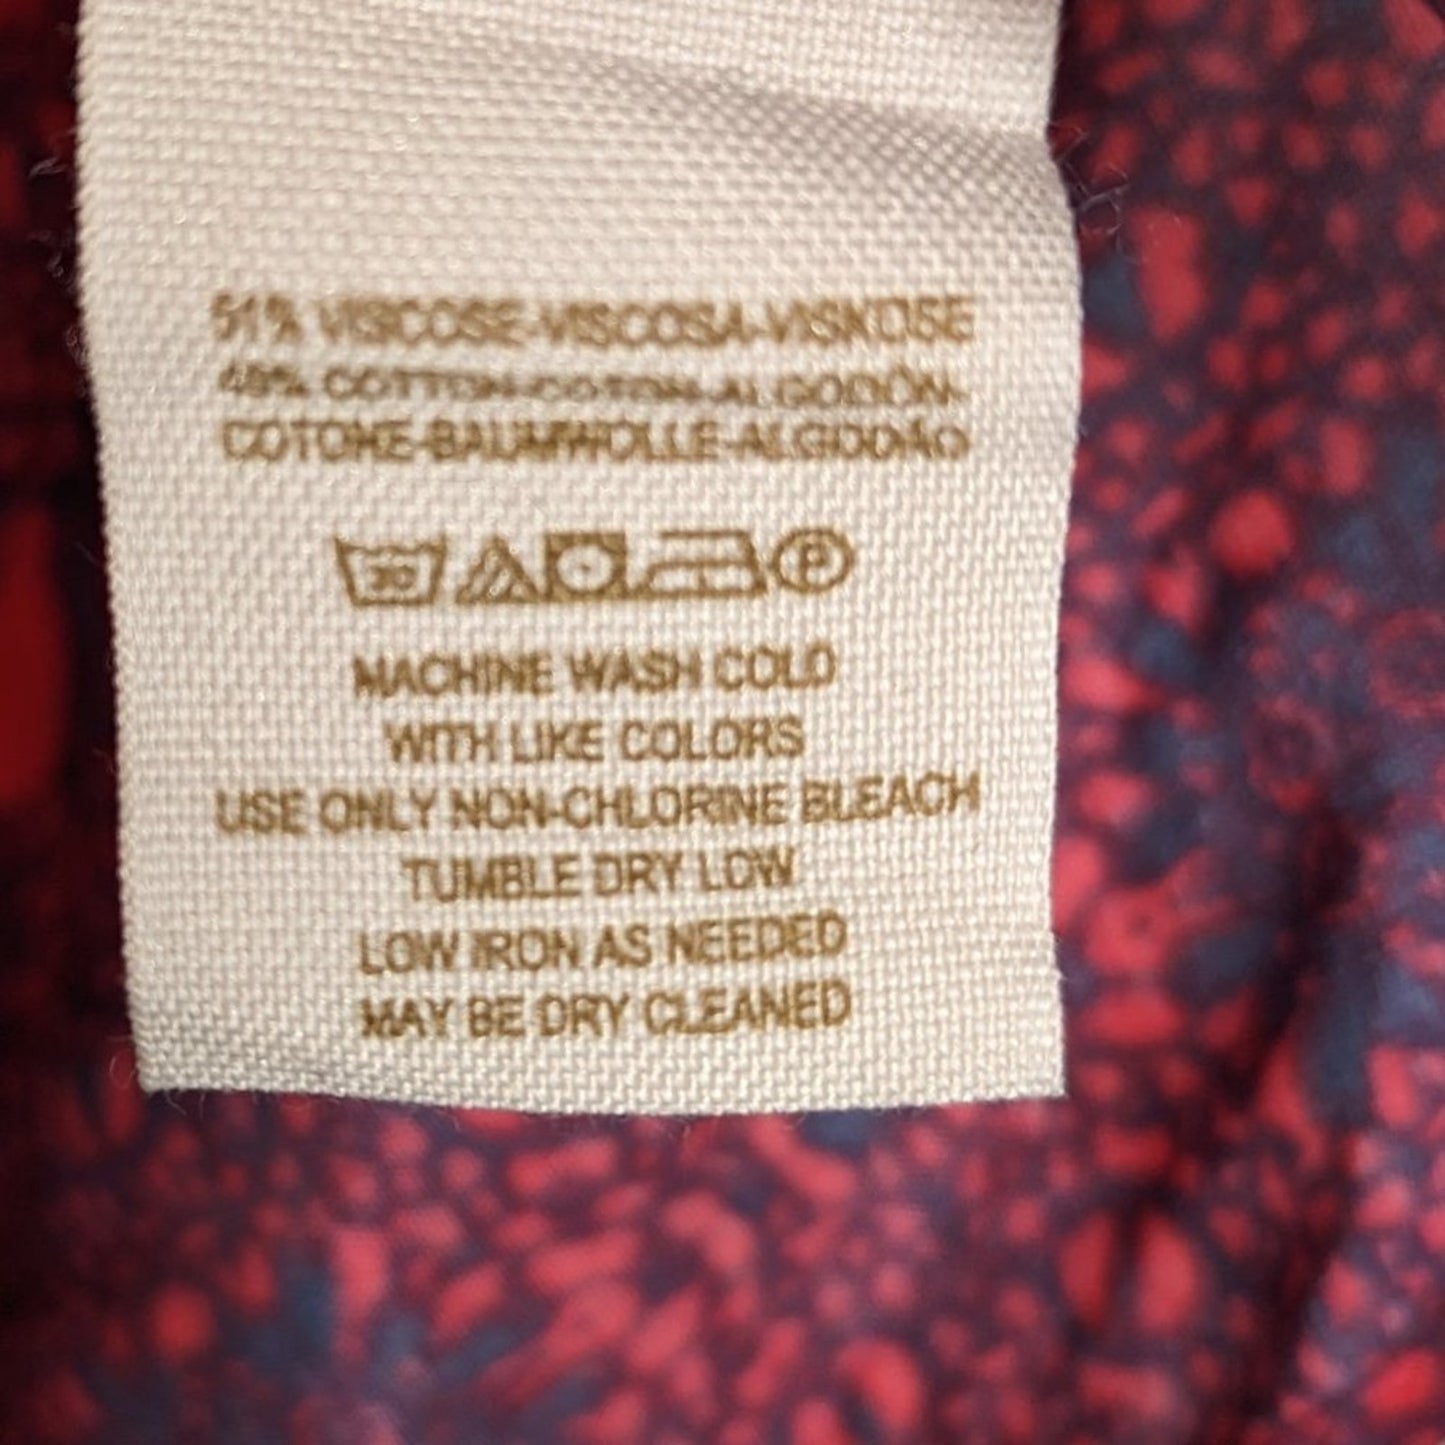 51% VISCOSE-VISCOSA-VISKOSE
49% COTTON-COTON-ALGODÓN-
COTONE-BAUMWOLLE-ALGODÃO
30 P
MACHINE WASH COLD
WITH LIKE COLORS
USE ONLY NON-CHLORINE BLEACH
TUMBLE DRY LOW
LOW IRON AS NEEDED
MAY BE DRY CLEANED